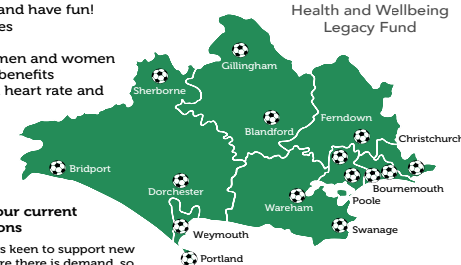 and have fun!
es
men and women
benefits
heart rate and
Health and Wellbeing
Legacy Fund
Gillingham
Sherborne
Blandford
Ferndown
Christchurch
Bridport
Dorchester
Wareham
Bournemouth
Poole
our current
ons
Weymouth
Swanage
s keen to support new
Portland
re there is demand, so